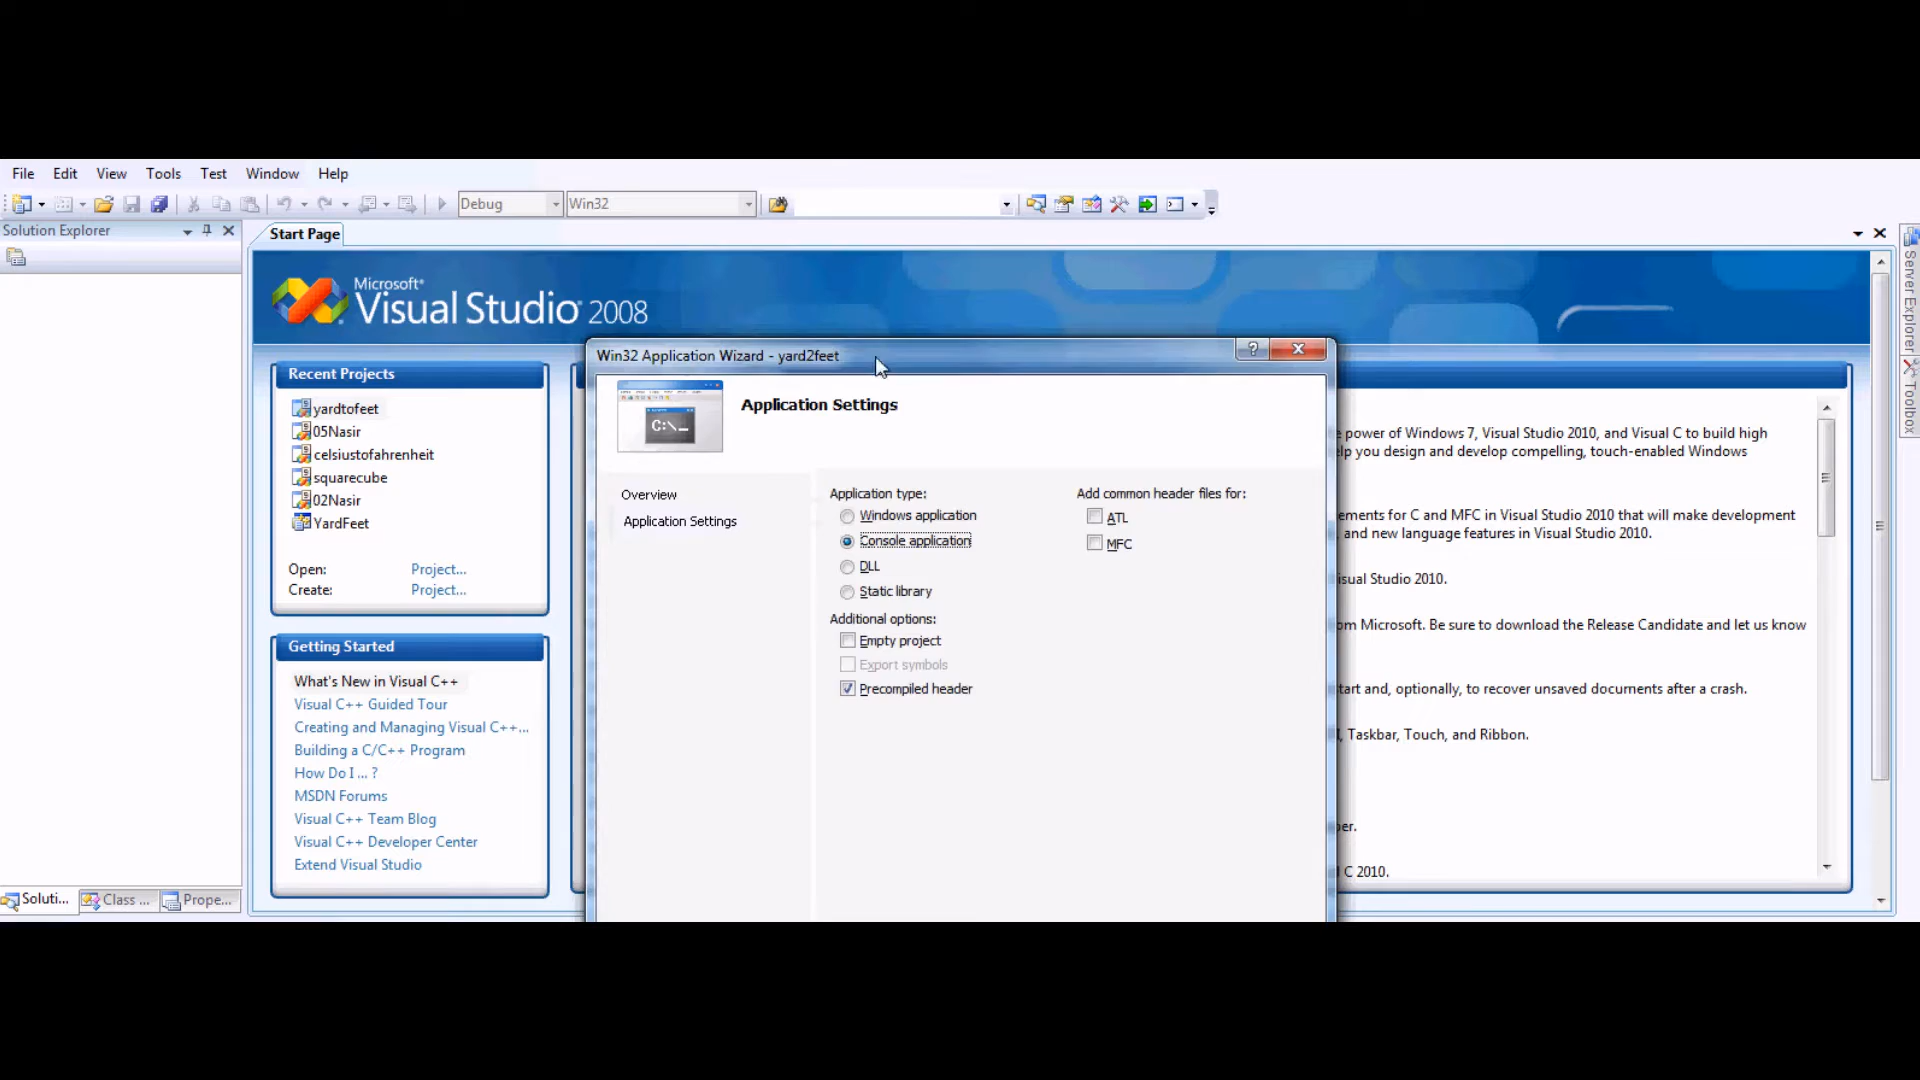 File Edit View Tools Test Window Help
Debug Win32
Solution Explorer
Start Page
Microsoft®
Visual Studio 2008
Recent Projects
yardtofeet
05Nasir
celsiustofahrenheit
squarecube
02Nasir
YardFeet
Open: Project...
Create: Project...
Getting Started
What's New in Visual C++
Visual C++ Guided Tour
Creating and Managing Visual C++...
Building a C/C++ Program
How Do I ... ?
MSDN Forums
Visual C++ Team Blog
Visual C++ Developer Center
Extend Visual Studio
Soluti... Class ... Prope...
Win32 Application Wizard - yard2feet
C:\_
Application Settings
Overview
Application Settings
Application type:
Windows application
Console application
DLL
Static library
Additional options:
Empty project
Export symbols
Precompiled header
Add common header files for:
ATL
MFC
power of Windows 7, Visual Studio 2010, and Visual C to build high
you design and develop compelling, touch-enabled Windows
ements for C and MFC in Visual Studio 2010 that will make development
and new language features in Visual Studio 2010.
isual Studio 2010.
om Microsoft. Be sure to download the Release Candidate and let us know
tart and, optionally, to recover unsaved documents after a crash.
, Taskbar, Touch, and Ribbon.
er.
C 2010.
Server Explorer
Toolbox